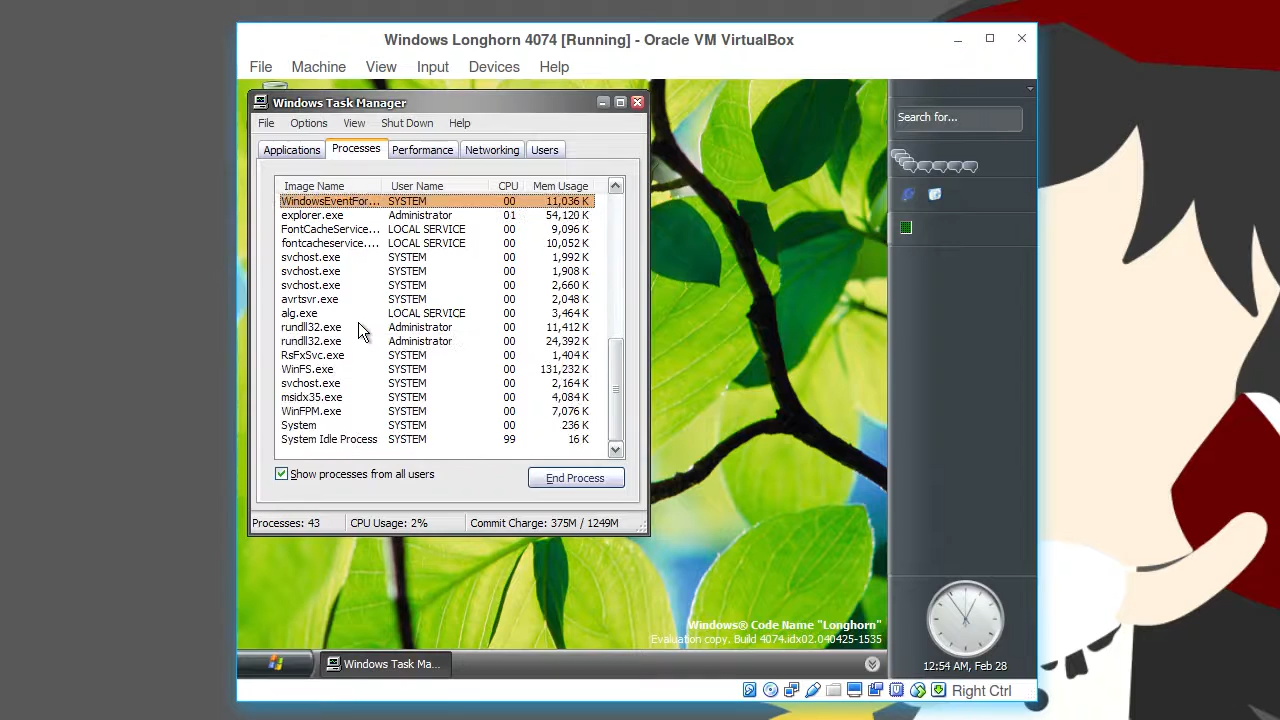 Windows Longhorn 4074 [Running] - Oracle VM VirtualBox
File Machine View Input Devices Help
Windows Task Manager
File Options View Shut Down Help
Applications Processes Performance Networking Users
Image Name User Name CPU Mem Usage
WindowsEventFor... SYSTEM 00 11,036 K
explorer.exe Administrator 01 54,120 K
FontCacheService... LOCAL SERVICE 00 9,096 K
fontcacheservice.... LOCAL SERVICE 00 10,052 K
svchost.exe SYSTEM 00 1,992 K
svchost.exe SYSTEM 00 1,908 K
svchost.exe SYSTEM 00 2,660 K
avrtsvr.exe SYSTEM 00 2,048 K
alg.exe LOCAL SERVICE 00 3,464 K
rundll32.exe Administrator 00 11,412 K
rundll32.exe Administrator 00 24,392 K
RsFxSvc.exe SYSTEM 00 1,404 K
WinFS.exe SYSTEM 00 131,232 K
svchost.exe SYSTEM 00 2,164 K
msidx35.exe SYSTEM 00 4,084 K
WinFPM.exe SYSTEM 00 7,076 K
System SYSTEM 00 236 K
System Idle Process SYSTEM 99 16 K
Show processes from all users
End Process
Processes: 43 CPU Usage: 2% Commit Charge: 375M / 1249M
Search for...
Windows® Code Name "Longhorn"
Evaluation copy. Build 4074.idx02.040425-1535
Windows Task Ma...
12:54 AM, Feb 28
Right Ctrl